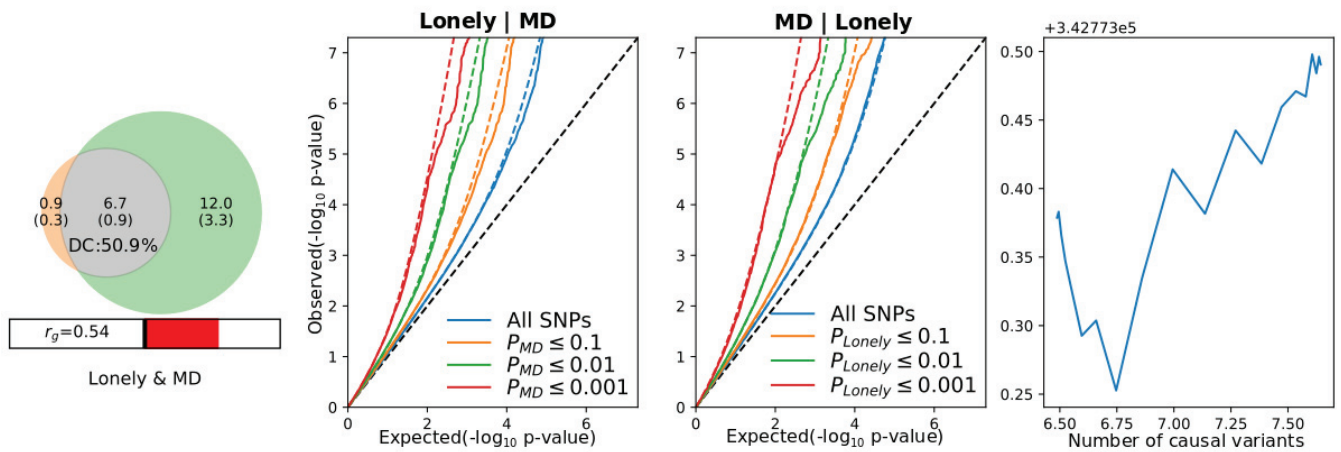 0.9
(0.3)
6.7
(0.9)
12.0
(3.3)
DC:50.9%
r_g=0.54
Lonely & MD
Lonely | MD
Observed(-log₁₀ p-value)
7
6
5
4
3
2
1
0
0
2
4
6
Expected(-log₁₀ p-value)
All SNPs
P_MD ≤ 0.1
P_MD ≤ 0.01
P_MD ≤ 0.001
MD | Lonely
7
6
5
4
3
2
1
0
0
2
4
6
Expected(-log₁₀ p-value)
All SNPs
P_Lonely ≤ 0.1
P_Lonely ≤ 0.01
P_Lonely ≤ 0.001
+3.42773e5
0.50
0.45
0.40
0.35
0.30
0.25
6.50
6.75
7.00
7.25
7.50
Number of causal variants